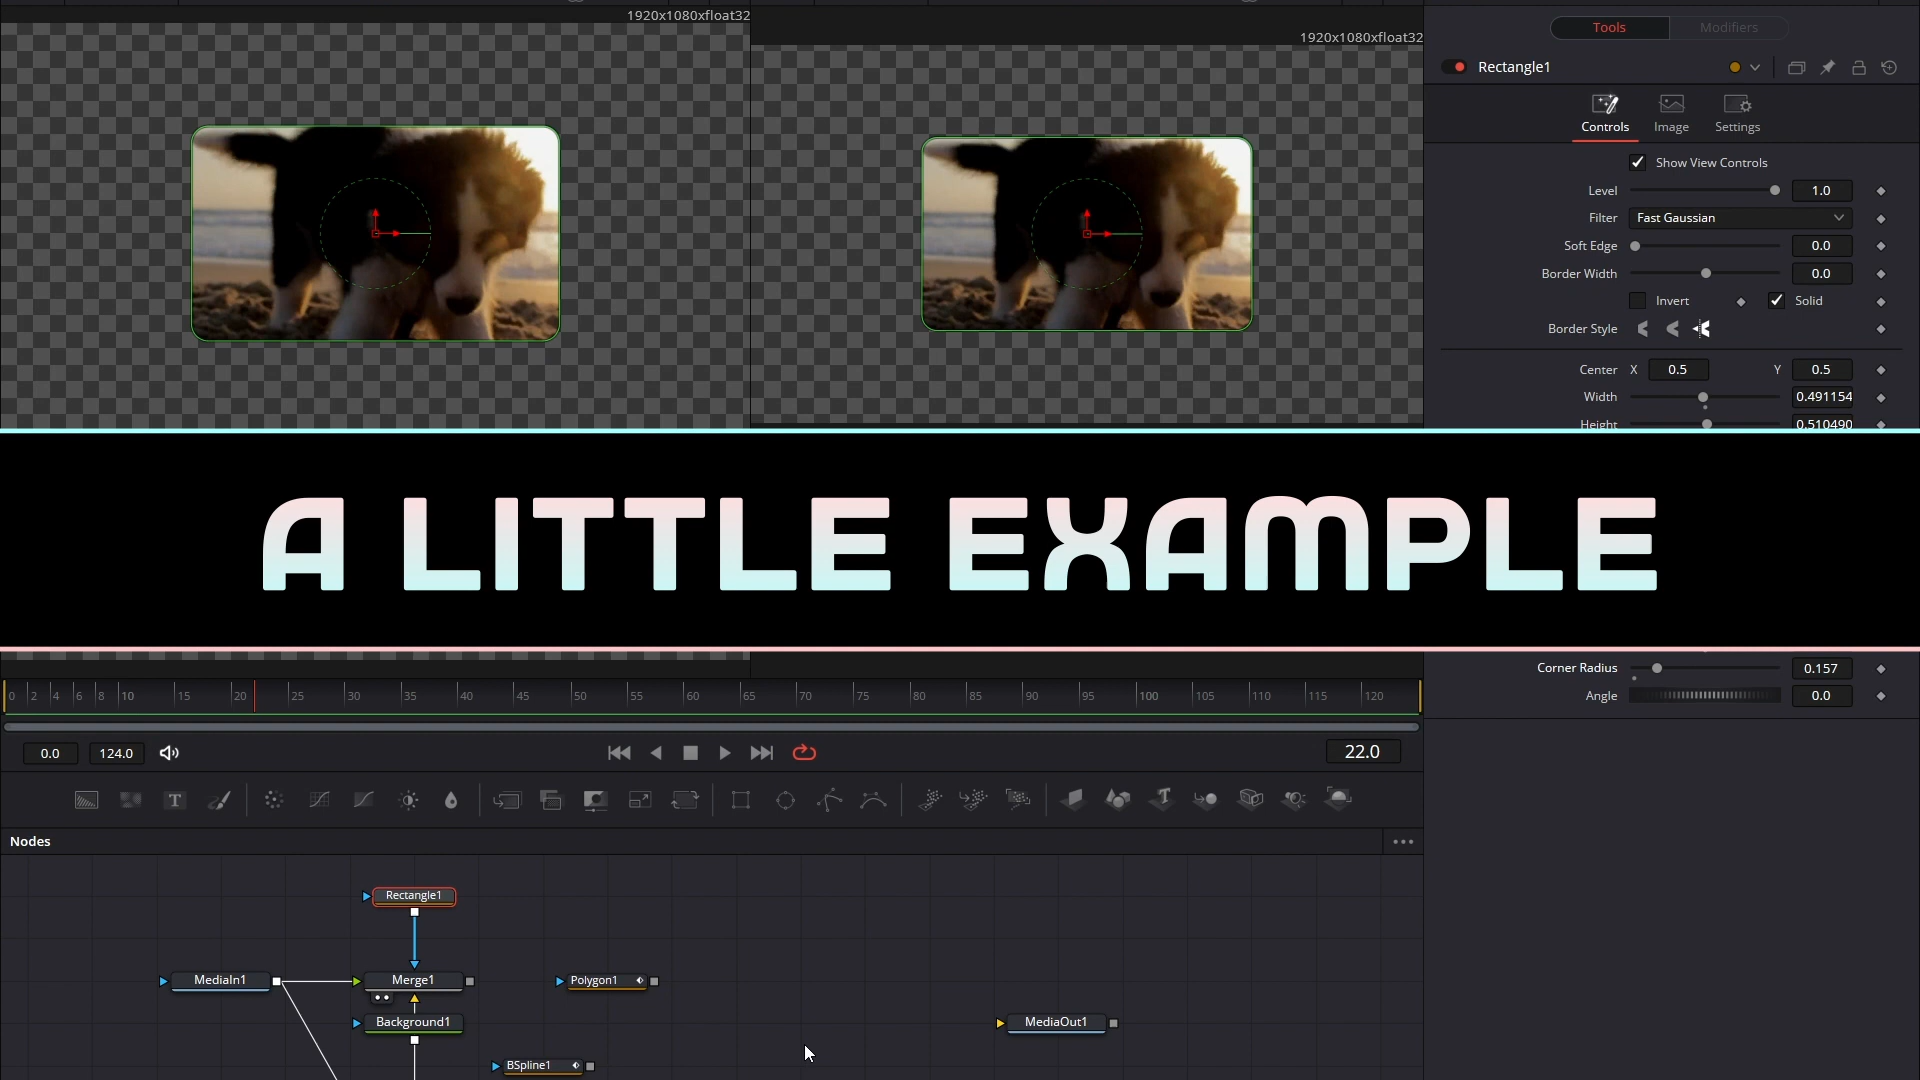 1920x1080xfloat32
1920x1080xfloat32
Tools
Modifiers
Rectangle1
Controls
Image
Settings
Show View Controls
Level 1.0
Filter Fast Gaussian
Soft Edge 0.0
Border Width 0.0
Invert Solid
Border Style
Center X 0.5 Y 0.5
Width 0.491154
Height 0.510490
A LITTLE EXAMPLE
Corner Radius 0.157
Angle 0.0
0 2 4 6 8 10 15 20 25 30 35 40 45 50 55 60 65 70 75 80 85 90 95 100 105 110 115 120
0.0 124.0 22.0
T
Nodes
Rectangle1
MediaIn1 Merge1 Polygon1
Background1 MediaOut1
BSpline1